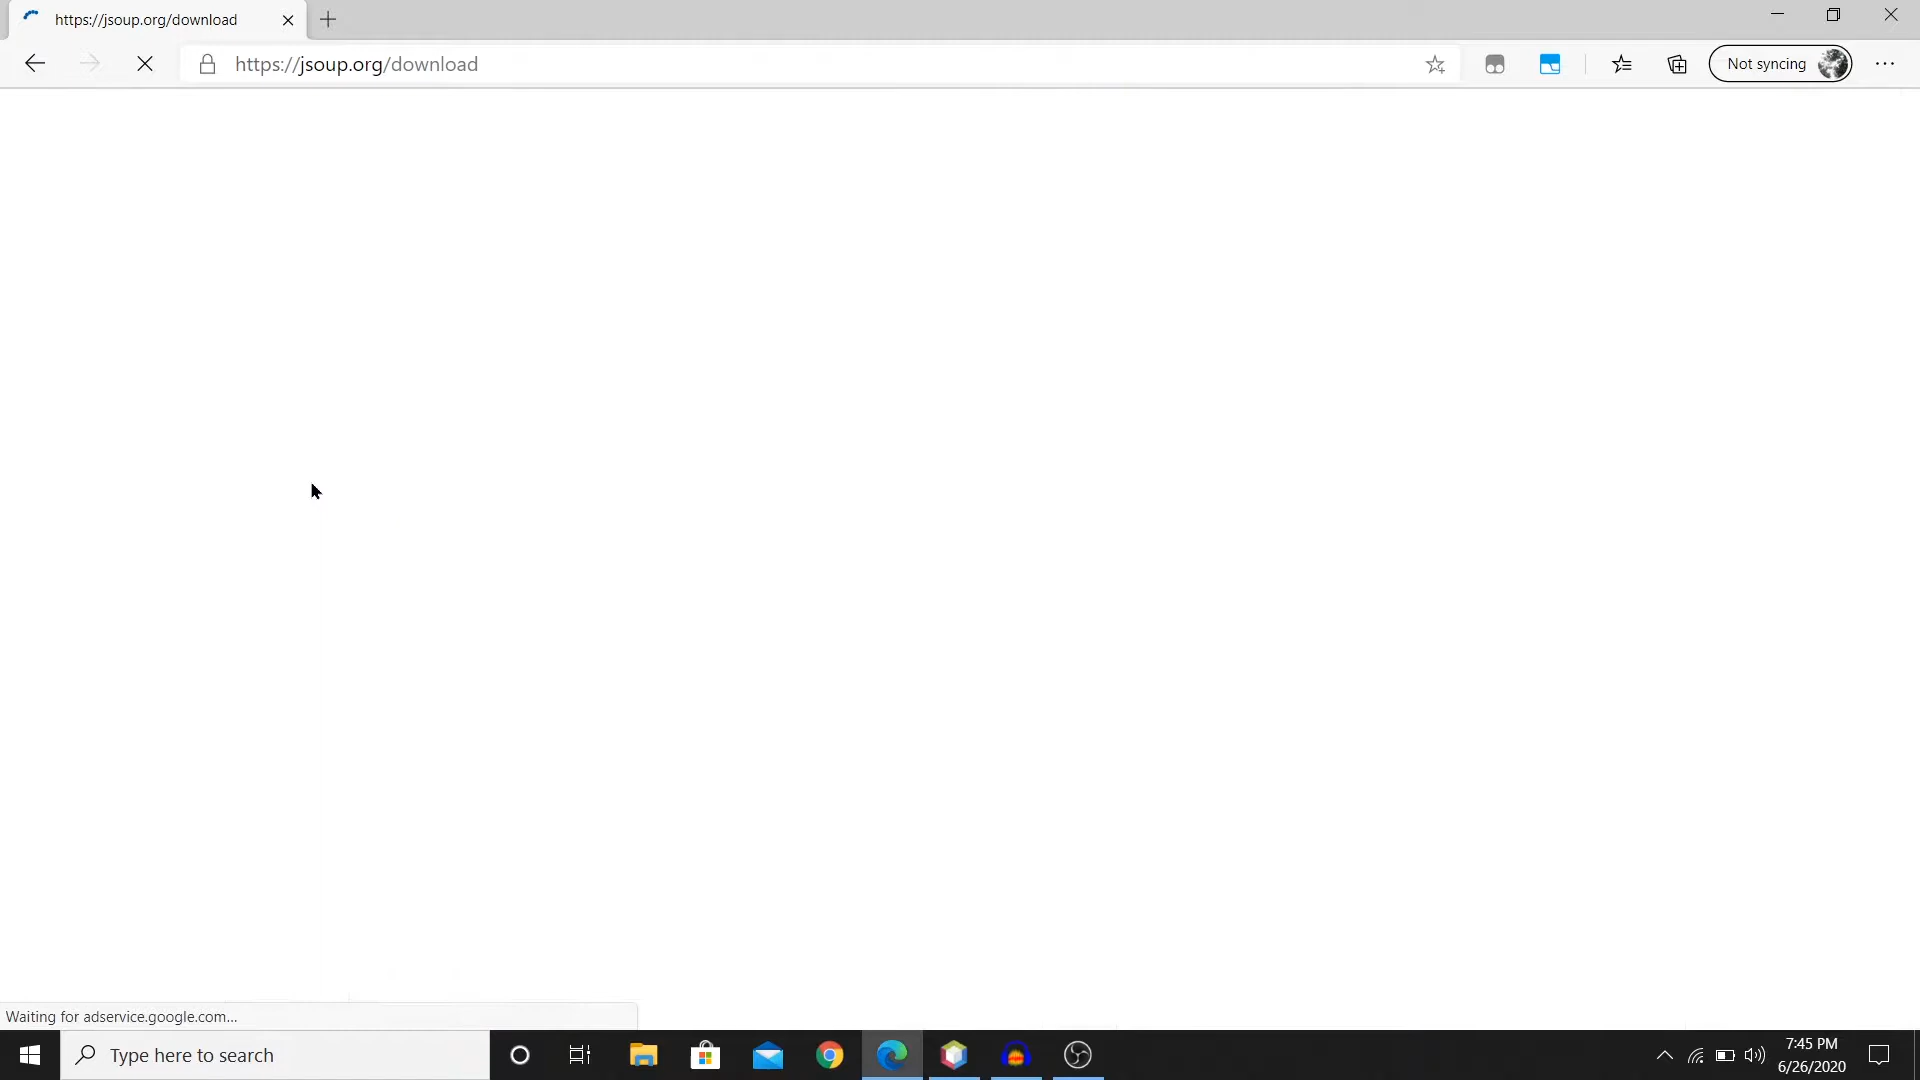 https://jsoup.org/download
https://jsoup.org/download
Not syncing
Waiting for adservice.google.com...
Type here to search
7:45 PM
6/26/2020